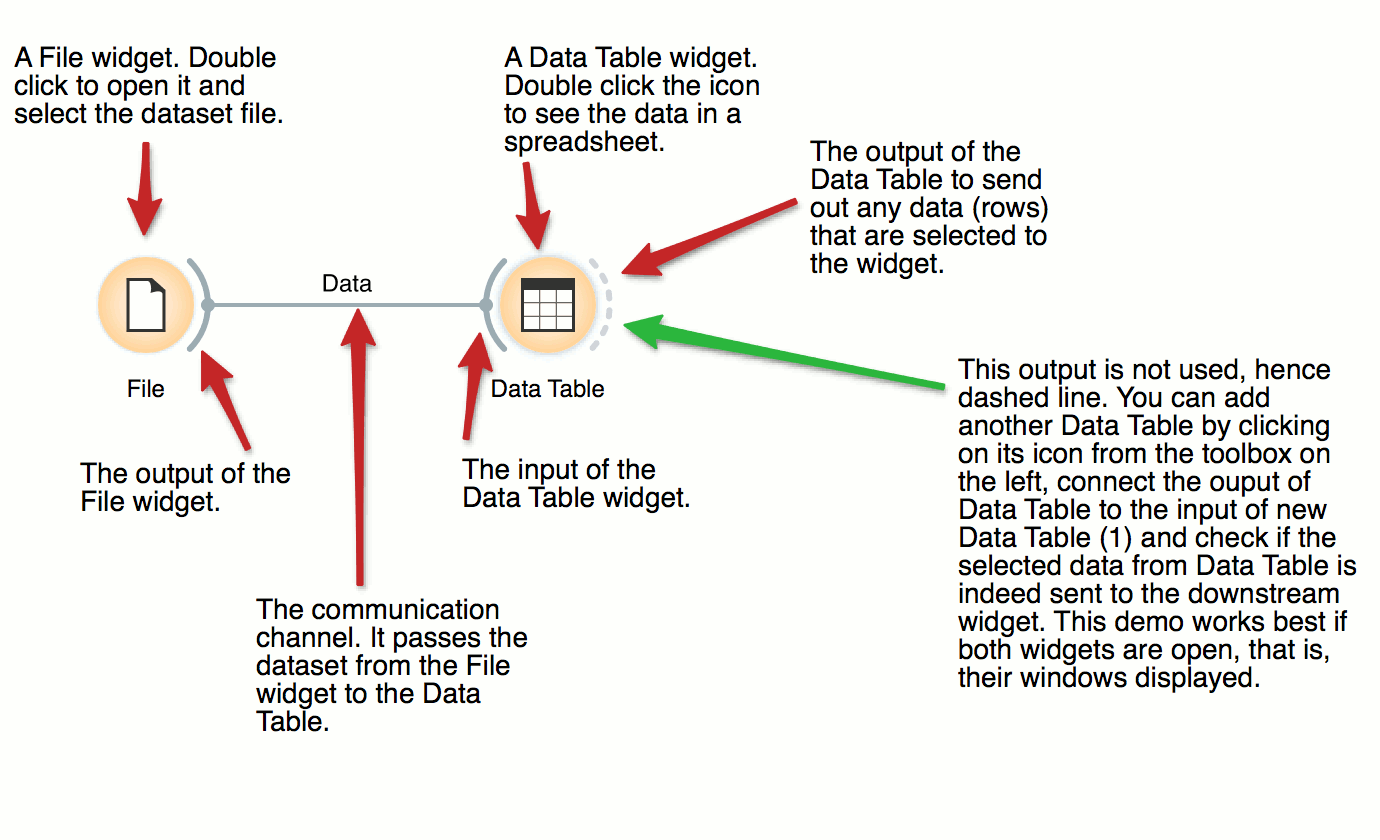 A File widget. Double
click to open it and
select the dataset file.
A Data Table widget.
Double click the icon
to see the data in a
spreadsheet.
The output of the
Data Table to send
out any data (rows)
that are selected to
the widget.
Data
File
Data Table
The output of the
File widget.
The input of the
Data Table widget.
This output is not used, hence
dashed line. You can add
another Data Table by clicking
on its icon from the toolbox on
the left, connect the ouput of
Data Table to the input of new
Data Table (1) and check if the
selected data from Data Table is
indeed sent to the downstream
widget. This demo works best if
both widgets are open, that is,
their windows displayed.
The communication
channel. It passes the
dataset from the File
widget to the Data
Table.